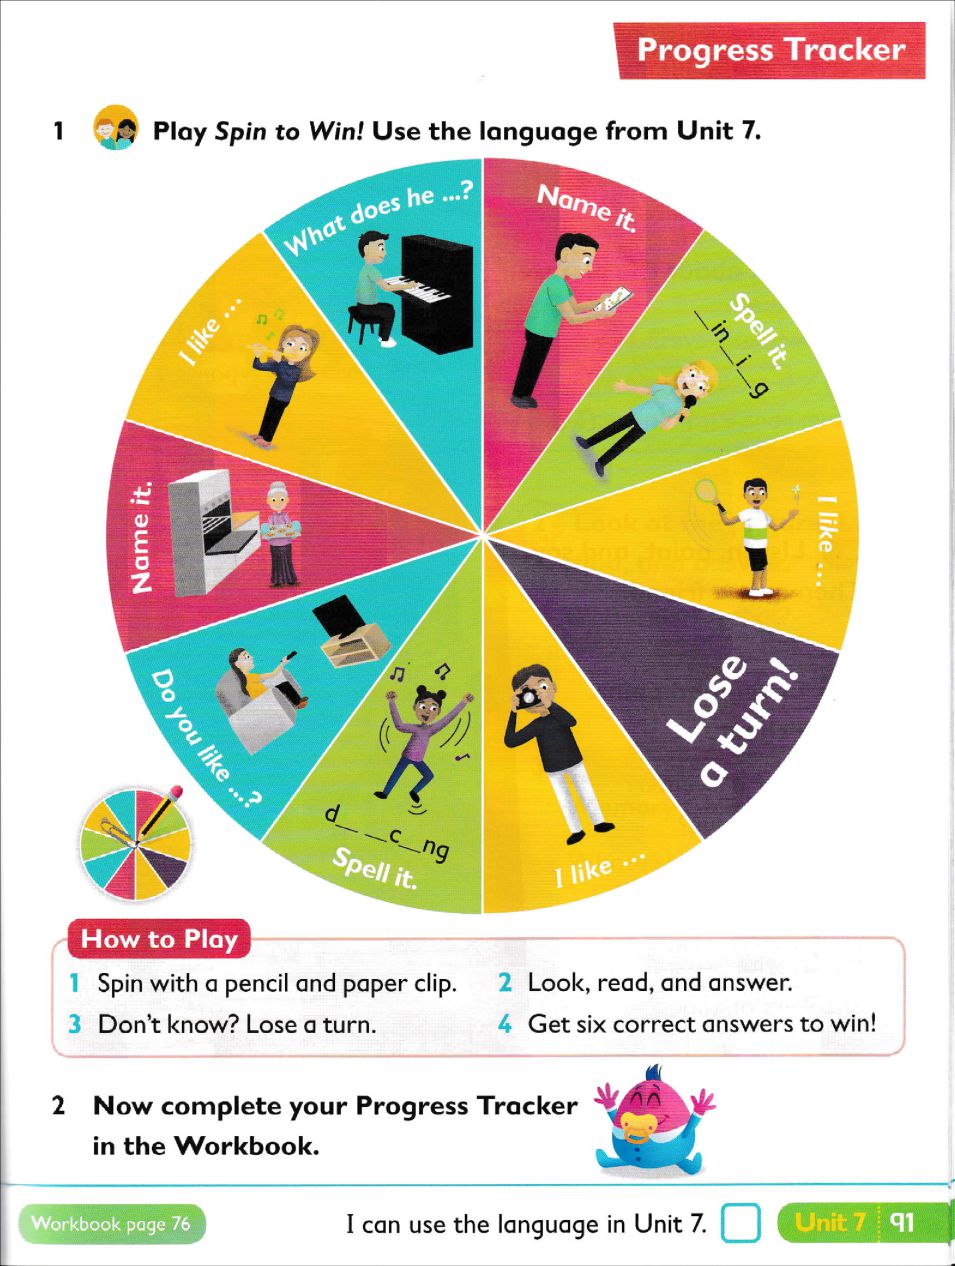 Progress Tracker
1 Play Spin to Win! Use the language from Unit 7.
What does he ...?
Name it.
Spell it.
_in_i_g
I like ...
Lose
a turn!
I like ...
d__ __c__ng
Spell it.
Do you like ...?
Name it.
I like ...
How to Play
1 Spin with a pencil and paper clip.
2 Look, read, and answer.
3 Don't know? Lose a turn.
4 Get six correct answers to win!
2 Now complete your Progress Tracker
in the Workbook.
Workbook page 76
I can use the language in Unit 7.
Unit 7 91